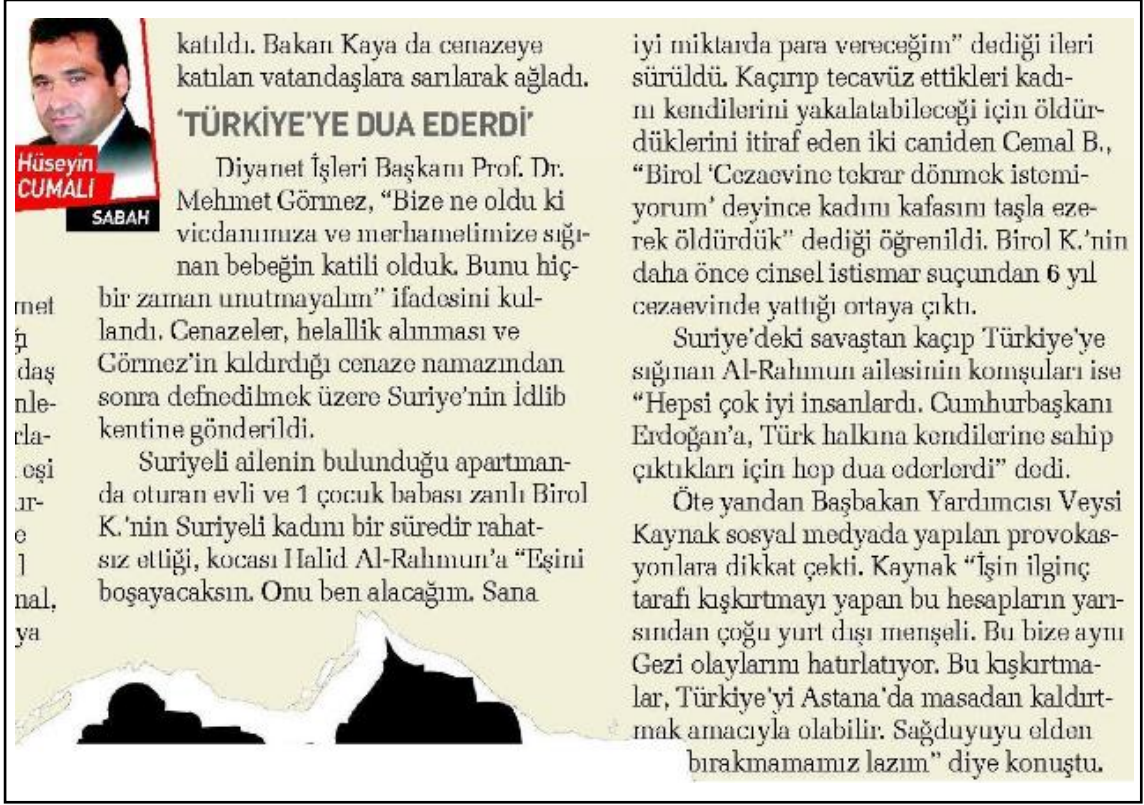 Hüseyin
CUMALİ
SABAH
met
ğı
daş
nle-
rla-
eşi
ur-
e
]
nal,
ya
katıldı. Bakan Kaya da cenazeye
katılan vatandaşlara sarılarak ağladı.
‘TÜRKİYE’YE DUA EDERDİ’
Diyanet İşleri Başkanı Prof. Dr.
Mehmet Görmez, “Bize ne oldu ki
vicdanımıza ve merhametimize sığı-
nan bebeğin katili olduk. Bunu hiç-
bir zaman unutmayalım” ifadesini kul-
landı. Cenazeler, helallik alınması ve
Görmez’in kıldırdığı cenaze namazından
sonra defnedilmek üzere Suriye’nin İdlib
kentine gönderildi.
Suriyeli ailenin bulunduğu apartman-
da oturan evli ve 1 çocuk babası zanlı Birol
K.’nin Suriyeli kadını bir süredir rahat-
sız ettiği, kocası Halid Al-Rahmun’a “Eşini
boşayacaksın. Onu ben alacağım. Sana
iyi miktarda para vereceğim” dediği ileri
sürüldü. Kaçırıp tecavüz ettikleri kadı-
nı kendilerini yakalatabileceği için öldür-
düklerini itiraf eden iki caniden Cemal B.,
“Birol ‘Cezaevine tekrar dönmek istemi-
yorum’ deyince kadını kafasını taşla eze-
rek öldürdük” dediği öğrenildi. Birol K.’nin
daha önce cinsel istismar suçundan 6 yıl
cezaevinde yattığı ortaya çıktı.
Suriye’deki savaştan kaçıp Türkiye’ye
sığınan Al-Rahmun ailesinin komşuları ise
“Hepsi çok iyi insanlardı. Cumhurbaşkanı
Erdoğan’a, Türk halkına kendilerine sahip
çıktıkları için hep dua ederlerdi” dedi.
Öte yandan Başbakan Yardımcısı Veysi
Kaynak sosyal medyada yapılan provokas-
yonlara dikkat çekti. Kaynak “İşin ilginç
tarafı kışkırtmayı yapan bu hesapların yarı-
sından çoğu yurt dışı menşeli. Bu bize aynı
Gezi olaylarını hatırlatıyor. Bu kışkırtma-
lar, Türkiye’yi Astana’da masadan kaldırt-
mak amacıyla olabilir. Sağduyuyu elden
bırakmamamız lazım” diye konuştu.